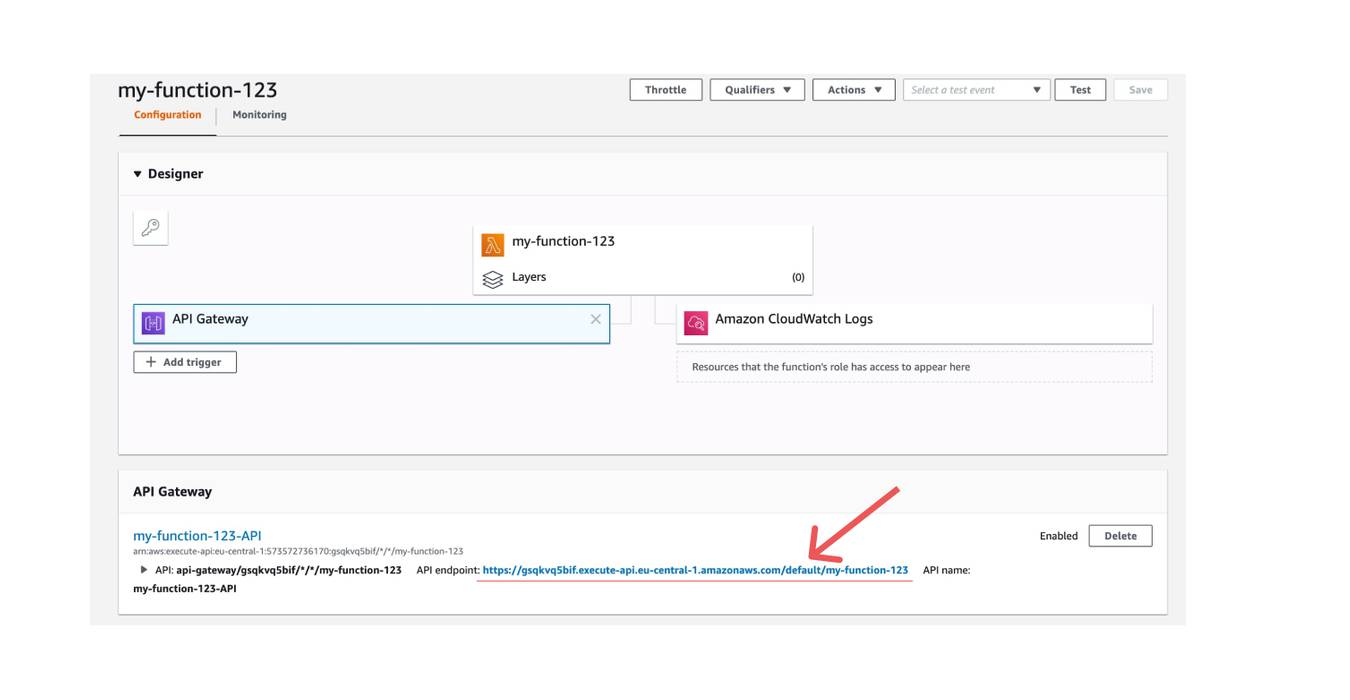 my-function-123
Throttle Qualifiers Actions Select a test event Test Save
Configuration Monitoring
Designer
my-function-123
Layers (0)
API Gateway
Amazon CloudWatch Logs
Add trigger
Resources that the function's role has access to appear here
API Gateway
my-function-123-API
Enabled Delete
arn:aws:execute-api:eu-central-1:573572736170:gsqkvq5bif/*/*/my-function-123
API: api-gateway/gsqkvq5bif/*/*/my-function-123 API endpoint: https://gsqkvq5bif.execute-api.eu-central-1.amazonaws.com/default/my-function-123 API name:
my-function-123-API